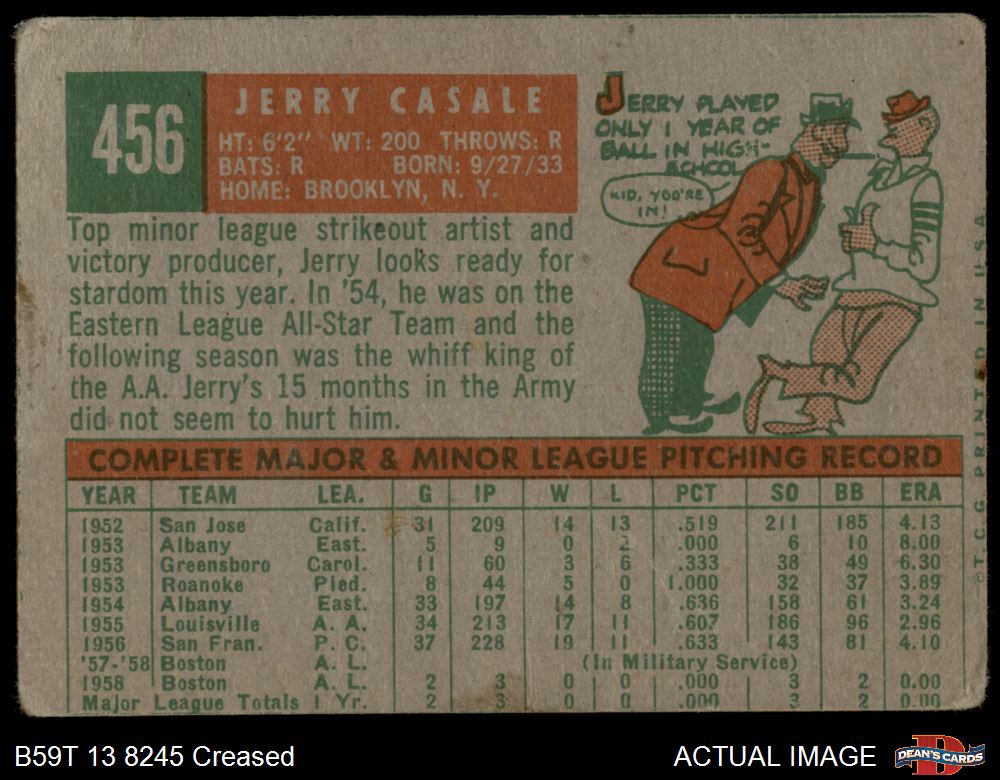 456
JERRY CASALE
HT: 6'2" WT: 200 THROWS: R
BATS: R BORN: 9/27/33
HOME: BROOKLYN, N. Y.
JERRY PLAYED
ONLY 1 YEAR OF
BALL IN HIGH-
SCHOOL
KID, YOU'RE
IN!
Top minor league strikeout artist and
victory producer, Jerry looks ready for
stardom this year. In '54, he was on the
Eastern League All-Star Team and the
following season was the whiff king of
the A.A. Jerry's 15 months in the Army
did not seem to hurt him.
COMPLETE MAJOR & MINOR LEAGUE PITCHING RECORD
YEAR TEAM LEA. G IP W L PCT SO BB ERA
1952 San Jose Calif. 31 209 14 13 .519 211 185 4.13
1953 Albany East. 5 9 0 2 .000 6 10 8.00
1953 Greensboro Carol. 11 60 3 6 .333 38 49 6.30
1953 Roanoke Pied. 8 44 5 0 1.000 32 37 3.89
1954 Albany East. 33 197 14 8 .636 158 61 3.24
1955 Louisville A. A. 34 213 17 11 .607 186 96 2.96
1956 San Fran. P. C. 37 228 19 11 .633 143 81 4.10
'57-'58 Boston A. L. (In Military Service)
1958 Boston A. L. 2 3 0 0 .000 3 2 0.00
Major League Totals 1 Yr. 2 3 0 0 .000 3 2 0.00
©T.C.G. PRINTED IN U.S.A.
B59T 13 8245 Creased
ACTUAL IMAGE
D
DEAN'S CARDS